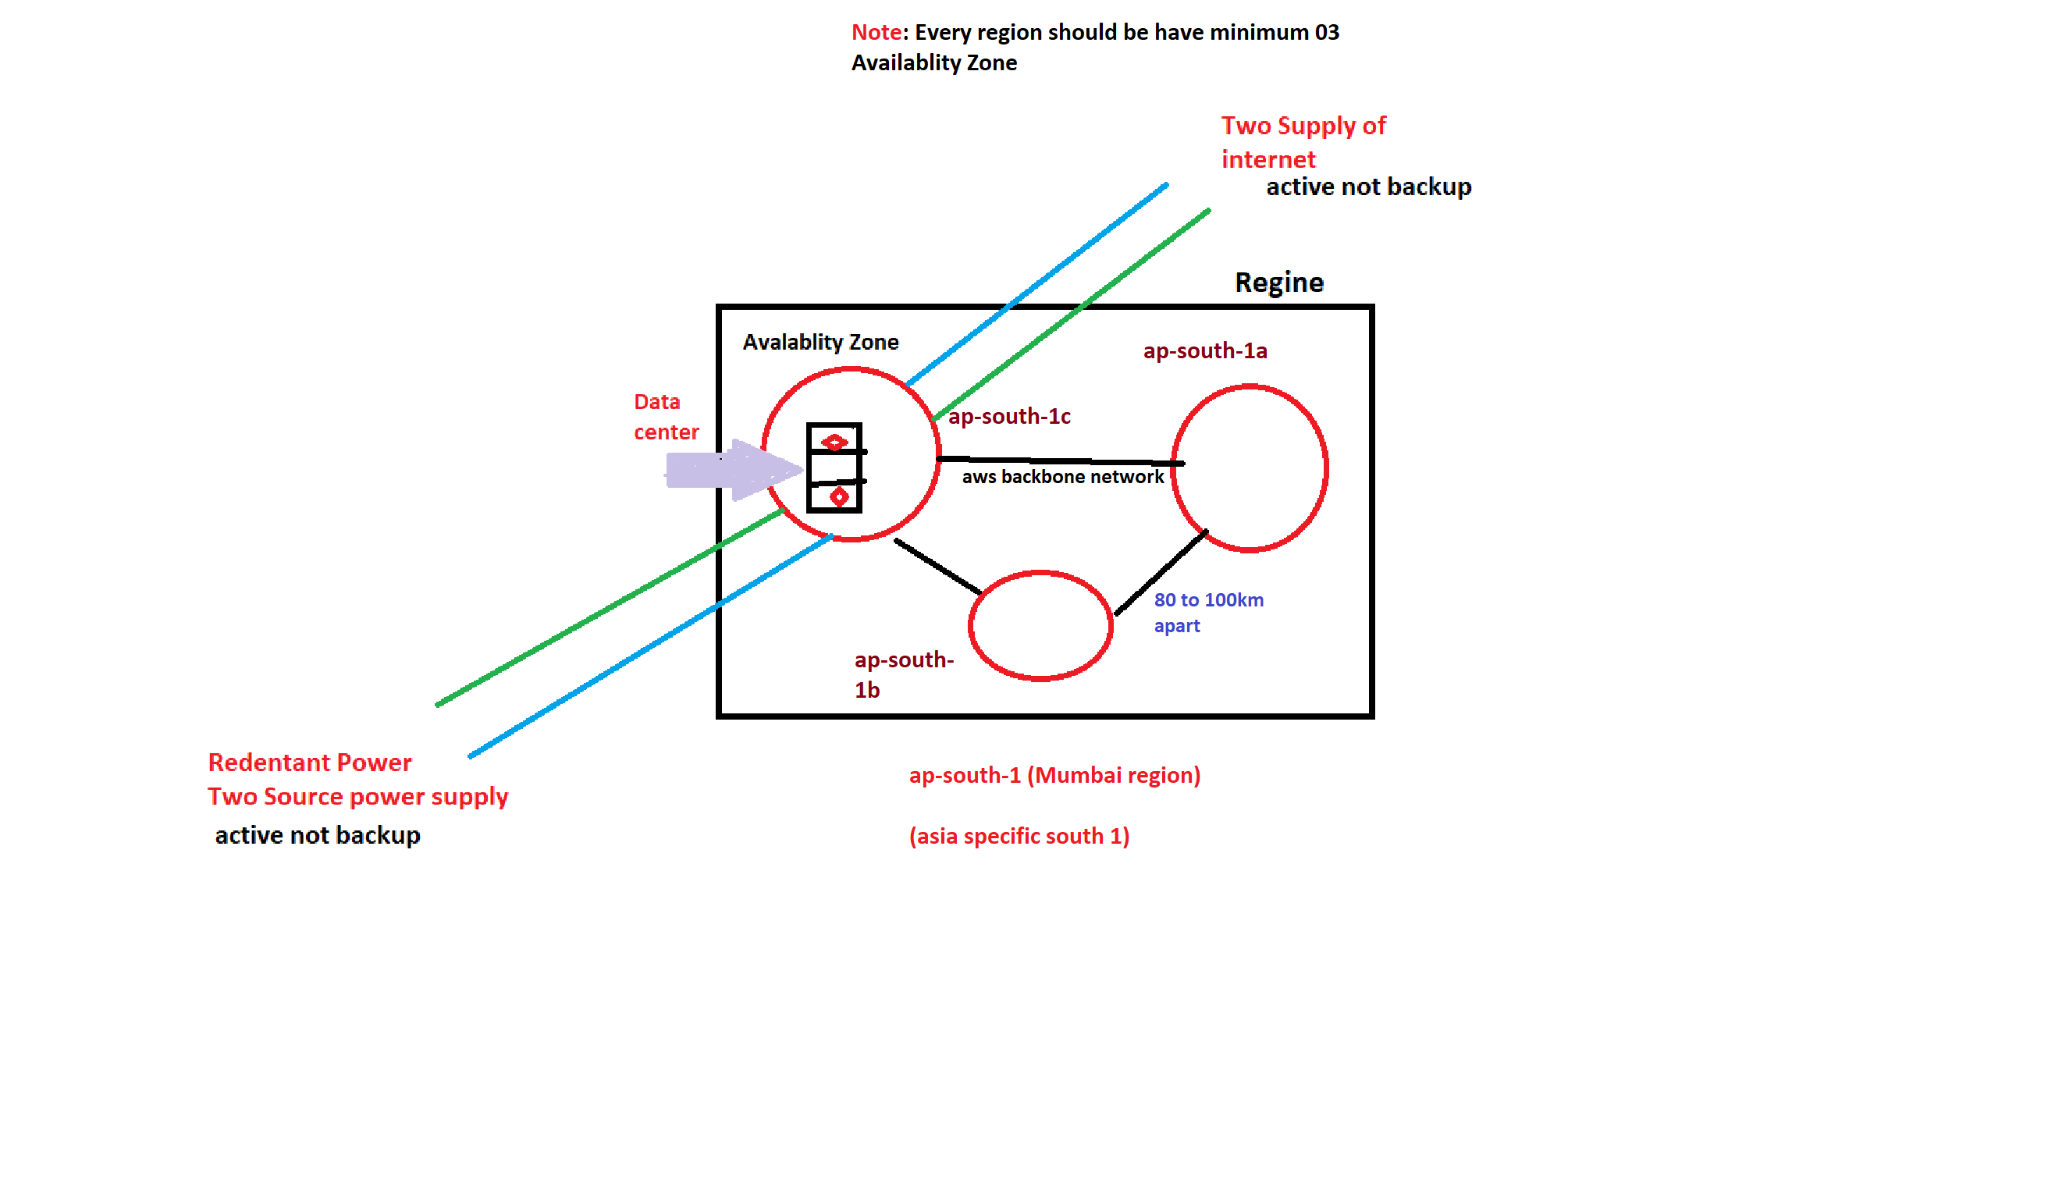 Note: Every region should be have minimum 03
Availablity Zone
Two Supply of
internet
active not backup
Regine
Avalablity Zone
ap-south-1a
Data
center
ap-south-1c
aws backbone network
80 to 100km
apart
ap-south-
1b
Redentant Power
Two Source power supply
active not backup
ap-south-1 (Mumbai region)
(asia specific south 1)